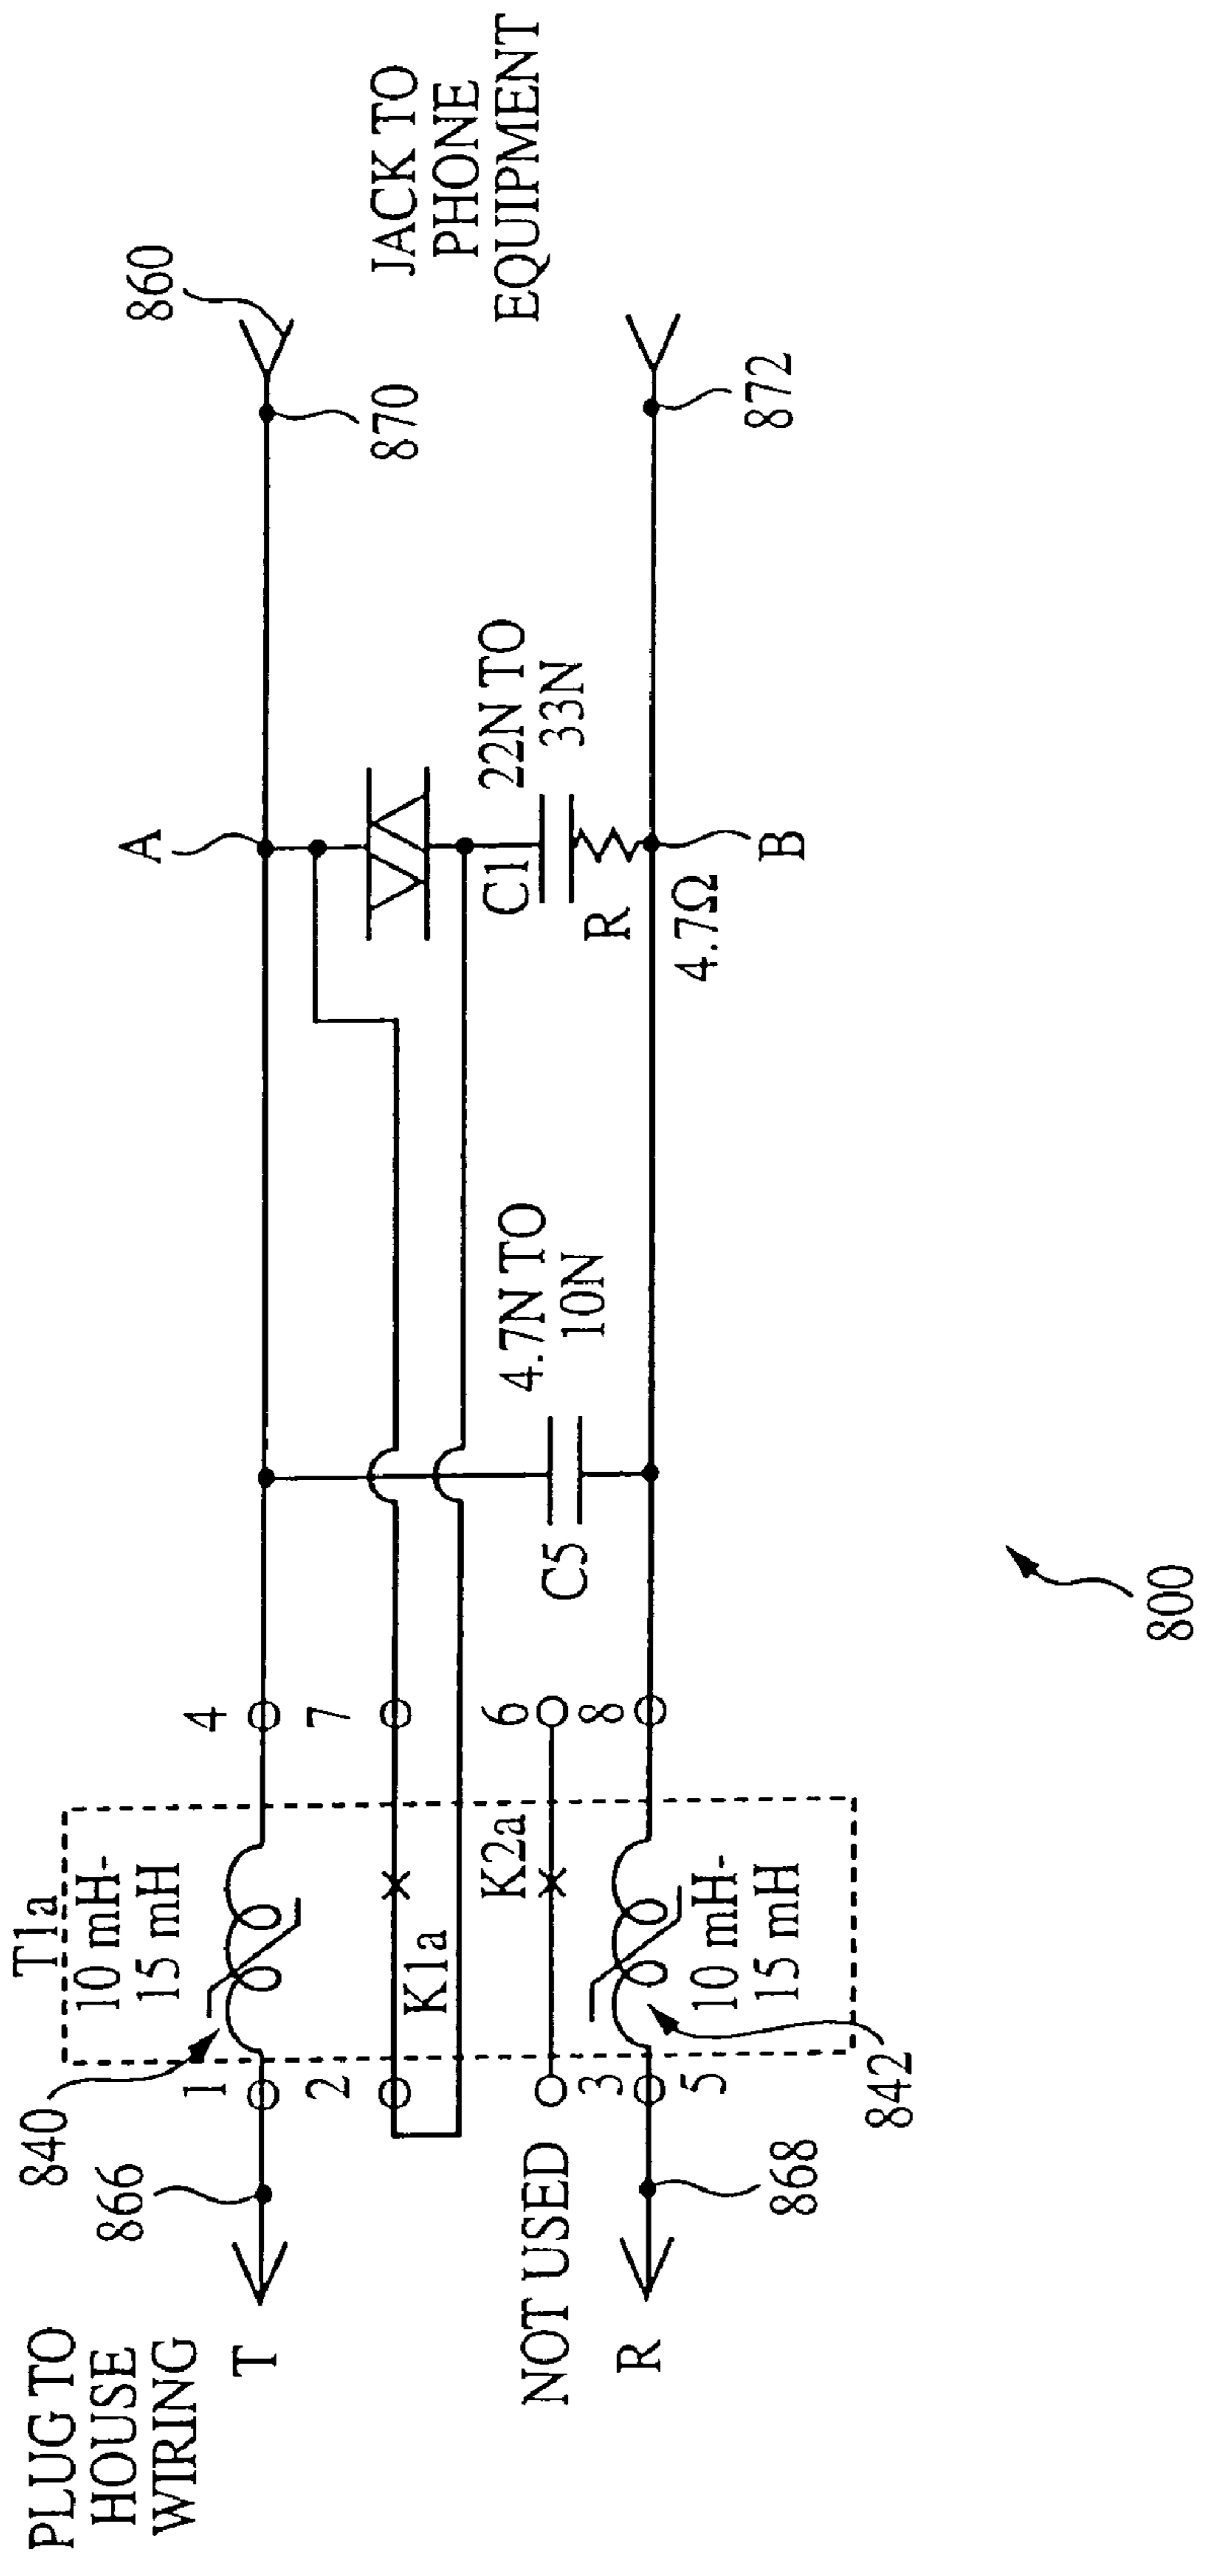 PLUG TO
HOUSE
WIRING
T
866
840
1
2
NOT USED
3
R
868
5
842
T1a
10 mH-
15 mH
K1a
K2a
10 mH-
15 mH
4
7
6
8
C5
4.7N TO
10N
A
C1
22N TO
33N
R
4.7Ω
B
860
870
872
JACK TO
PHONE
EQUIPMENT
800